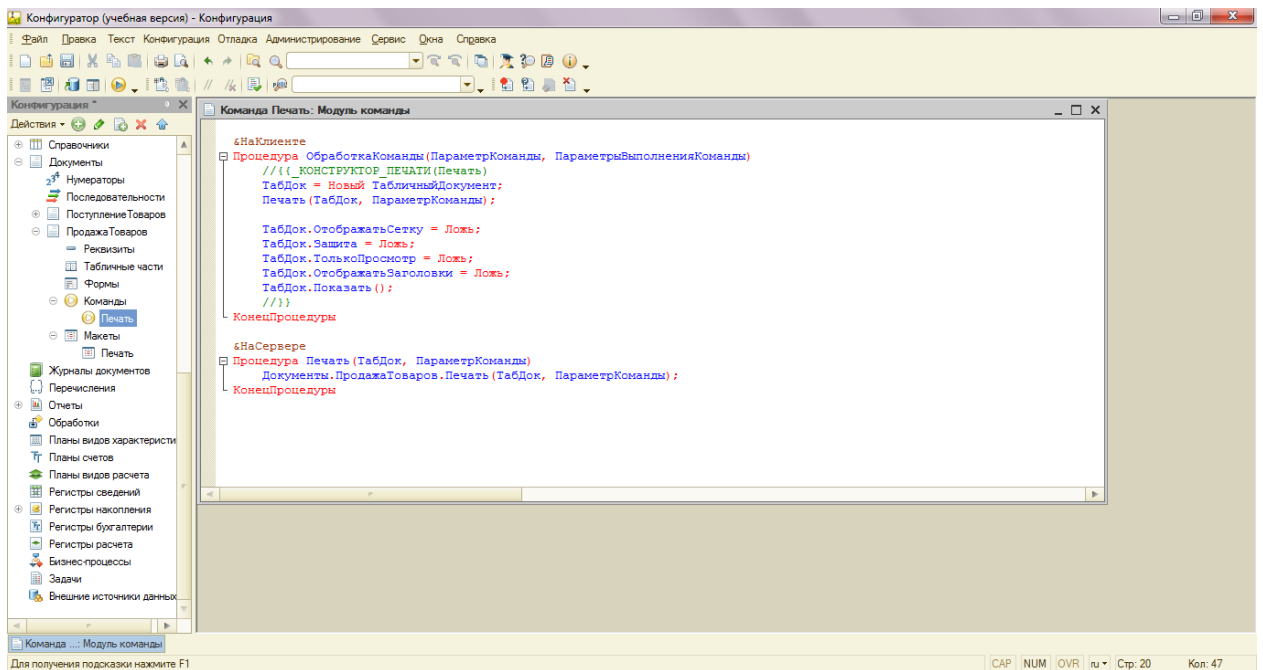 Конфигуратор (учебная версия) - Конфигурация
Файл Правка Текст Конфигурация Отладка Администрирование Сервис Окна Справка
Конфигурация *
Действия
Справочники
Документы
Нумераторы
Последовательности
ПоступлениеТоваров
ПродажаТоваров
Реквизиты
Табличные части
Формы
Команды
Печать
Макеты
Печать
Журналы документов
Перечисления
Отчеты
Обработки
Планы видов характеристи
Планы счетов
Планы видов расчета
Регистры сведений
Регистры накопления
Регистры бухгалтерии
Регистры расчета
Бизнес-процессы
Задачи
Внешние источники данных
Команда Печать: Модуль команды
&НаКлиенте
Процедура ОбработкаКоманды(ПараметрКоманды, ПараметрыВыполненияКоманды)
//{{_КОНСТРУКТОР_ПЕЧАТИ(Печать)
ТабДок = Новый ТабличныйДокумент;
Печать(ТабДок, ПараметрКоманды);
ТабДок.ОтображатьСетку = Ложь;
ТабДок.Защита = Ложь;
ТабДок.ТолькоПросмотр = Ложь;
ТабДок.ОтображатьЗаголовки = Ложь;
ТабДок.Показать();
//}}
КонецПроцедуры
&НаСервере
Процедура Печать(ТабДок, ПараметрКоманды)
Документы.ПродажаТоваров.Печать(ТабДок, ПараметрКоманды);
КонецПроцедуры
Команда ...: Модуль команды
Для получения подсказки нажмите F1
CAP NUM OVR ru Стр: 20 Кол: 47